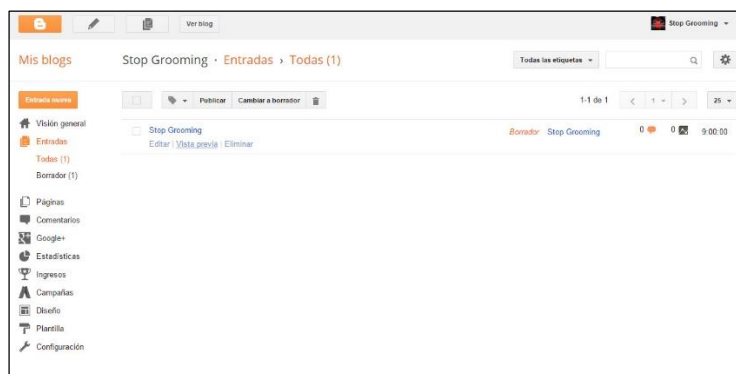 Ver blog
Stop Grooming
Mis blogs
Stop Grooming · Entradas › Todas (1)
Todas las etiquetas
Entrada nueva
Publicar
Cambiar a borrador
1-1 de 1
1
25
Visión general
Stop Grooming
Borrador
Stop Grooming
0
0
9:00:00
Entradas
Editar | Vista previa | Eliminar
Todas (1)
Borrador (1)
Páginas
Comentarios
Google+
Estadísticas
Ingresos
Campañas
Diseño
Plantilla
Configuración